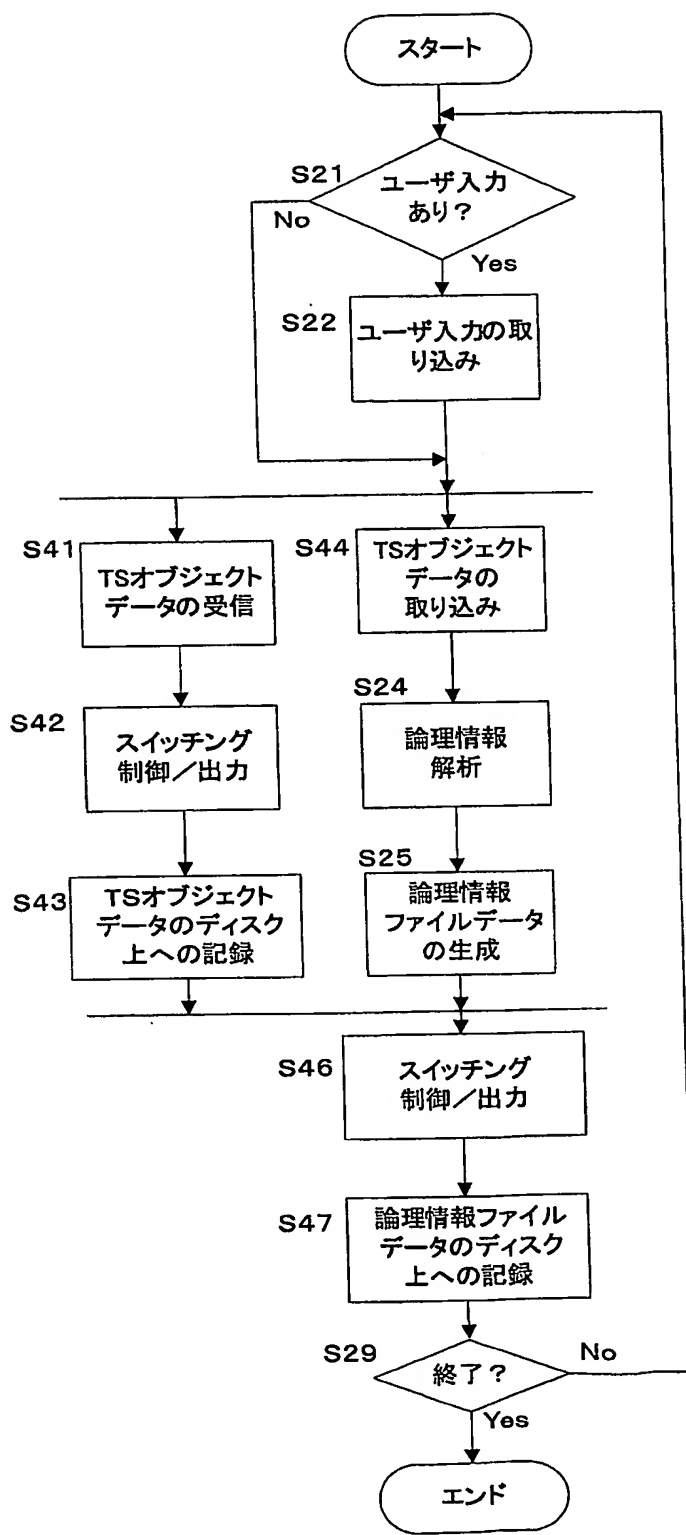 スタート
S21
ユーザ入力
あり？
No
Yes
S22
ユーザ入力の取
り込み
S41
TSオブジェクト
データの受信
S44
TSオブジェクト
データの
取り込み
S42
スイッチング
制御／出力
S24
論理情報
解析
S43
TSオブジェクト
データのディスク
上への記録
S25
論理情報
ファイルデータ
の生成
S46
スイッチング
制御／出力
S47
論理情報ファイル
データのディスク
上への記録
S29
終了？
No
Yes
エンド